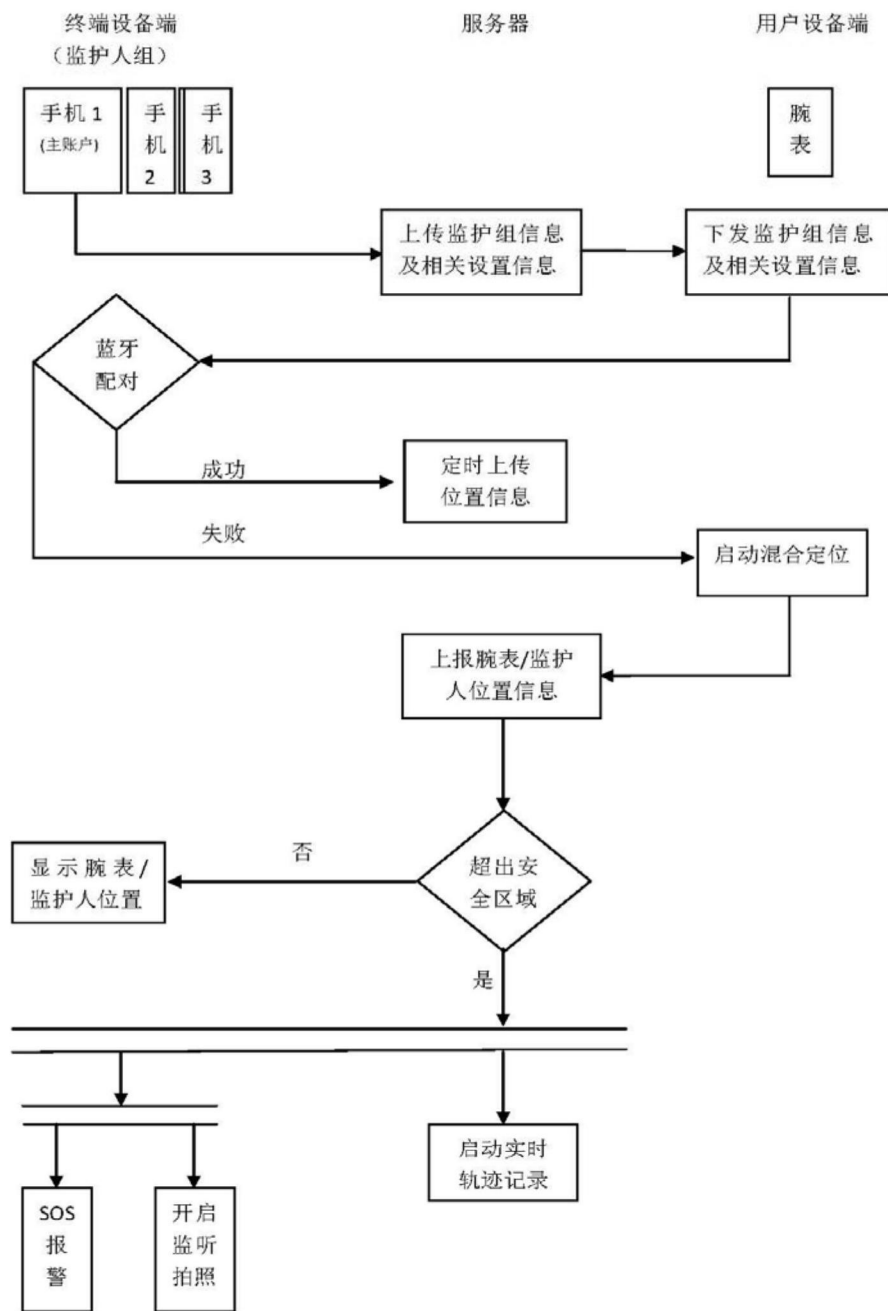 终端设备端
（监护人组）
服务器
用户设备端
手机 1
(主账户)
手
机
2
手
机
3
腕
表
上传监护组信息
及相关设置信息
下发监护组信息
及相关设置信息
蓝牙
配对
成功
定时上传
位置信息
失败
启动混合定位
上报腕表/监护
人位置信息
否
超出安
全区域
显示腕表/
监护人位置
是
启动实时
轨迹记录
SOS
报
警
开启
监听
拍照